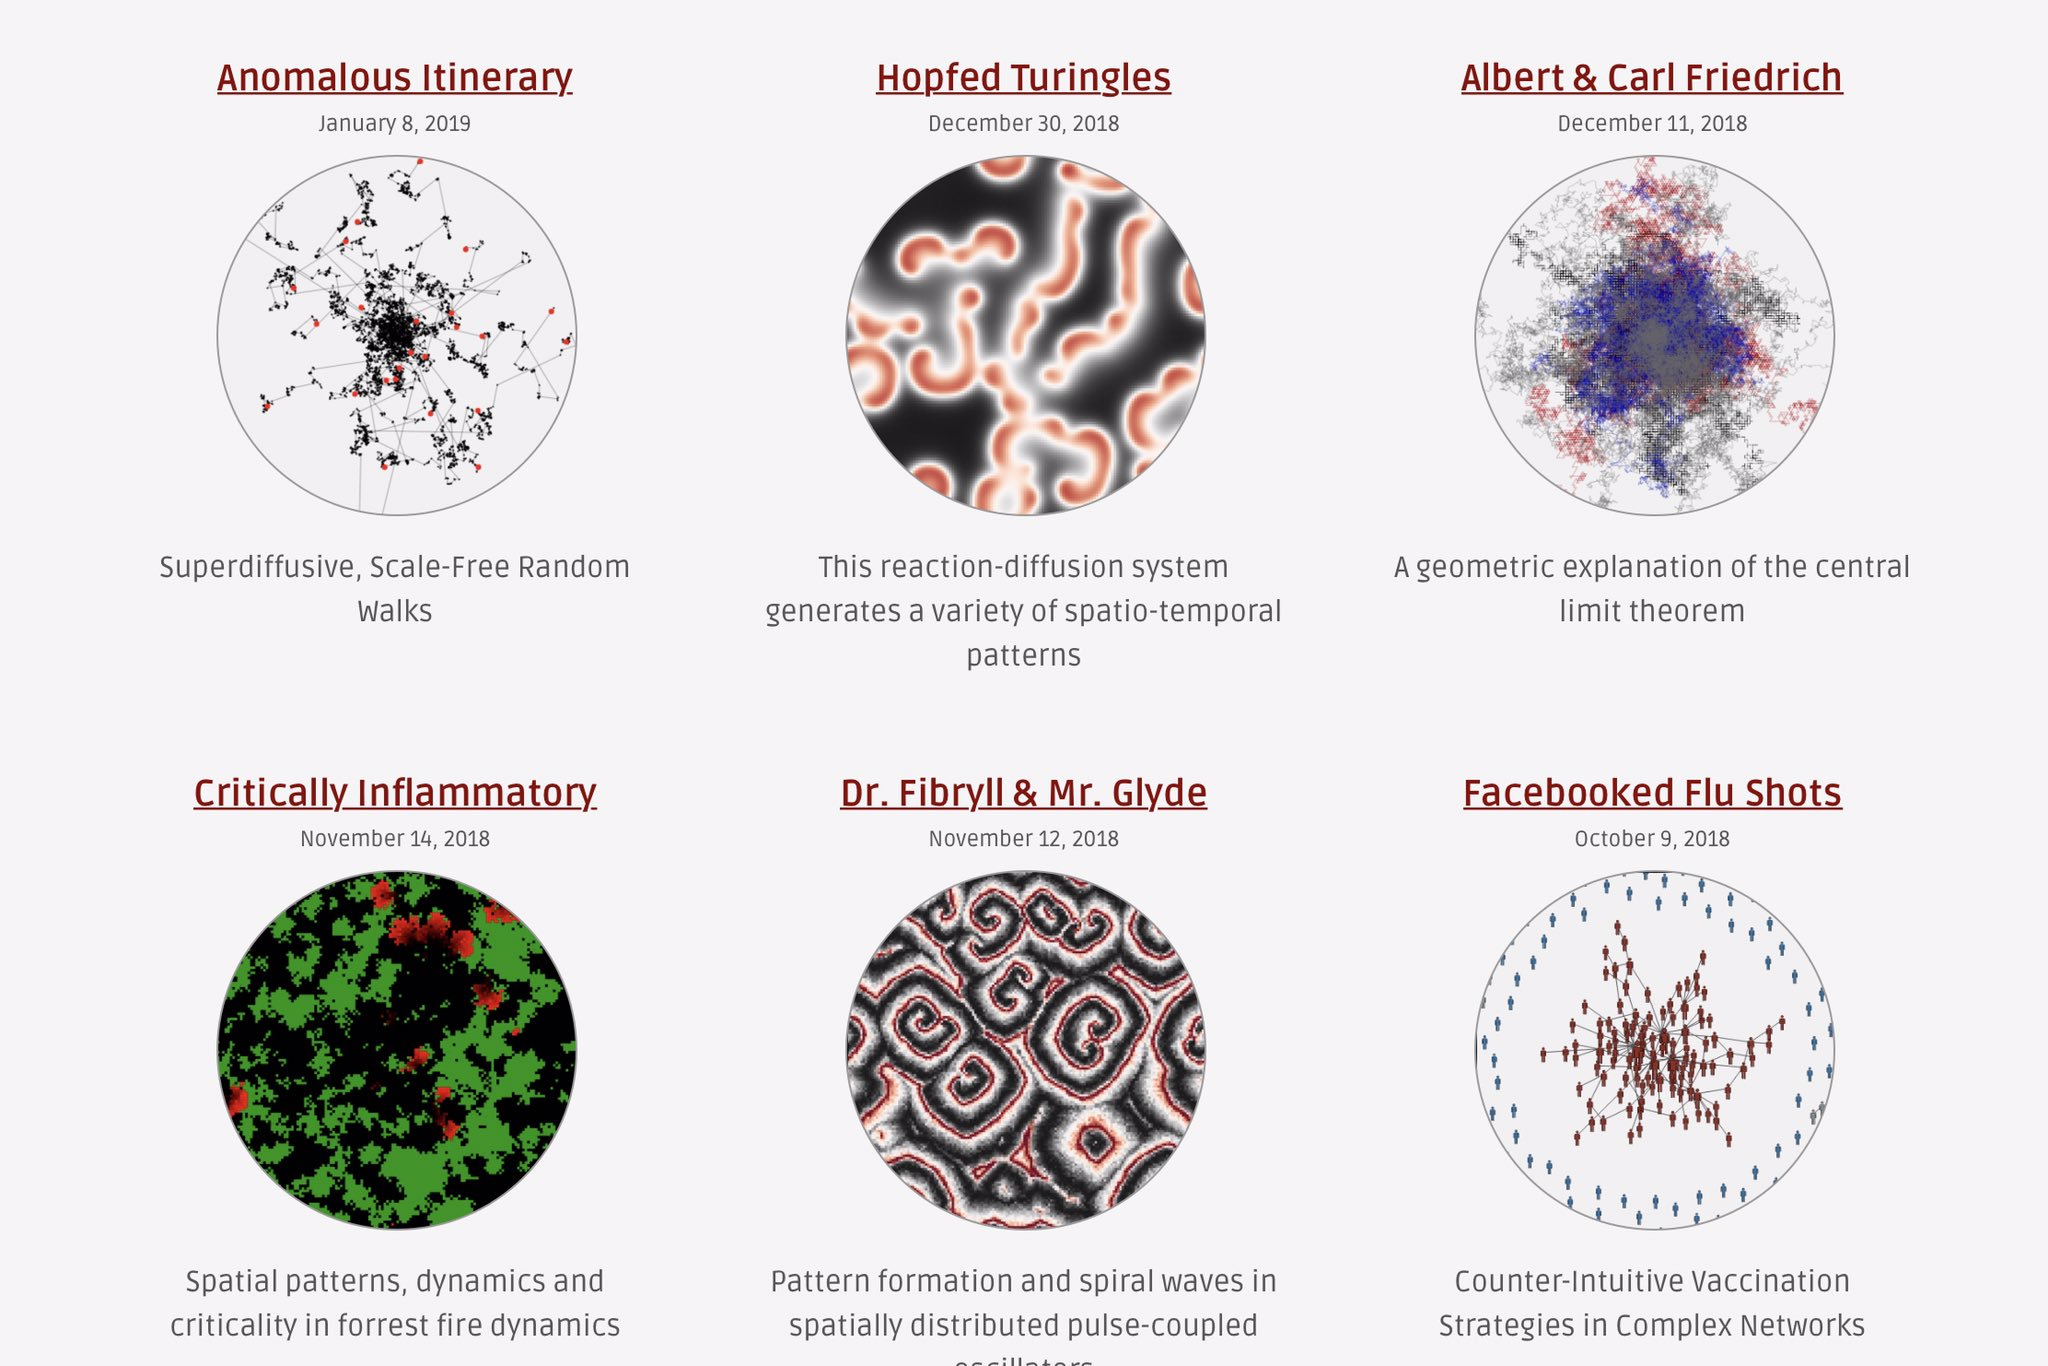 Anomalous Itinerary
January 8, 2019
Superdiffusive, Scale-Free Random
Walks
Hopfed Turingles
December 30, 2018
This reaction-diffusion system
generates a variety of spatio-temporal
patterns
Albert & Carl Friedrich
December 11, 2018
A geometric explanation of the central
limit theorem
Critically Inflammatory
November 14, 2018
Spatial patterns, dynamics and
criticality in forrest fire dynamics
Dr. Fibryll & Mr. Glyde
November 12, 2018
Pattern formation and spiral waves in
spatially distributed pulse-coupled
oscillators
Facebooked Flu Shots
October 9, 2018
Counter-Intuitive Vaccination
Strategies in Complex Networks